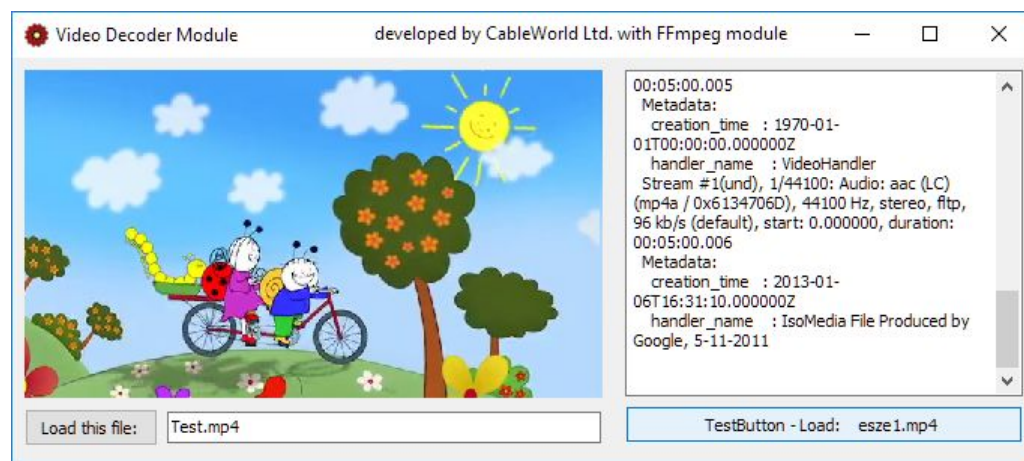 Video Decoder Module developed by CableWorld Ltd. with FFmpeg module
00:05:00.005
Metadata:
creation_time : 1970-01-
01T00:00:00.000000Z
handler_name : VideoHandler
Stream #1(und), 1/44100: Audio: aac (LC)
(mp4a / 0x6134706D), 44100 Hz, stereo, fltp,
96 kb/s (default), start: 0.000000, duration:
00:05:00.006
Metadata:
creation_time : 2013-01-
06T16:31:10.000000Z
handler_name : IsoMedia File Produced by
Google, 5-11-2011
Load this file: Test.mp4
TestButton - Load: esze1.mp4